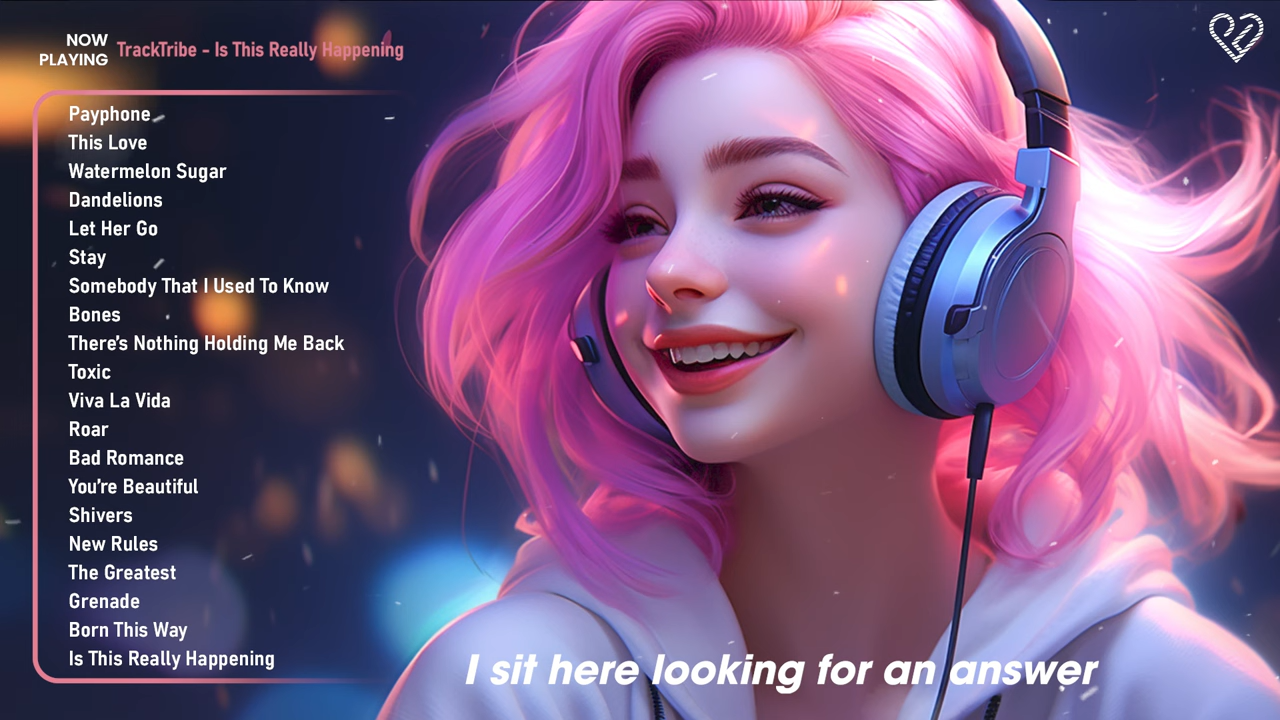 NOW
PLAYING
TrackTribe - Is This Really Happening
Payphone
This Love
Watermelon Sugar
Dandelions
Let Her Go
Stay
Somebody That I Used To Know
Bones
There's Nothing Holding Me Back
Toxic
Viva La Vida
Roar
Bad Romance
You're Beautiful
Shivers
New Rules
The Greatest
Grenade
Born This Way
Is This Really Happening
I sit here looking for an answer